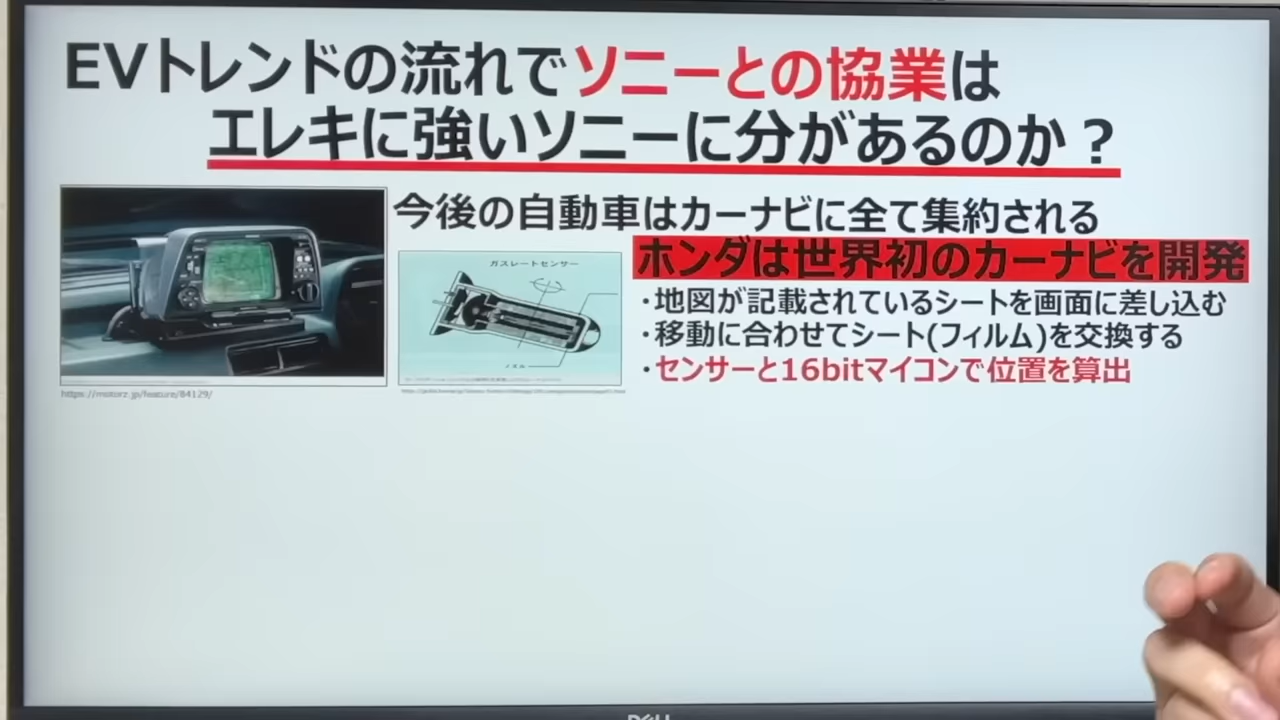 EVトレンドの流れでソニーとの協業は
エレキに強いソニーに分があるのか？
今後の自動車はカーナビに全て集約される
ホンダは世界初のカーナビを開発
ガスレートセンサー
・地図が記載されているシートを画面に差し込む
・移動に合わせてシート(フィルム)を交換する
・センサーと16bitマイコンで位置を算出
ノズル
https://motorz.jp/feature/84129/
DELL